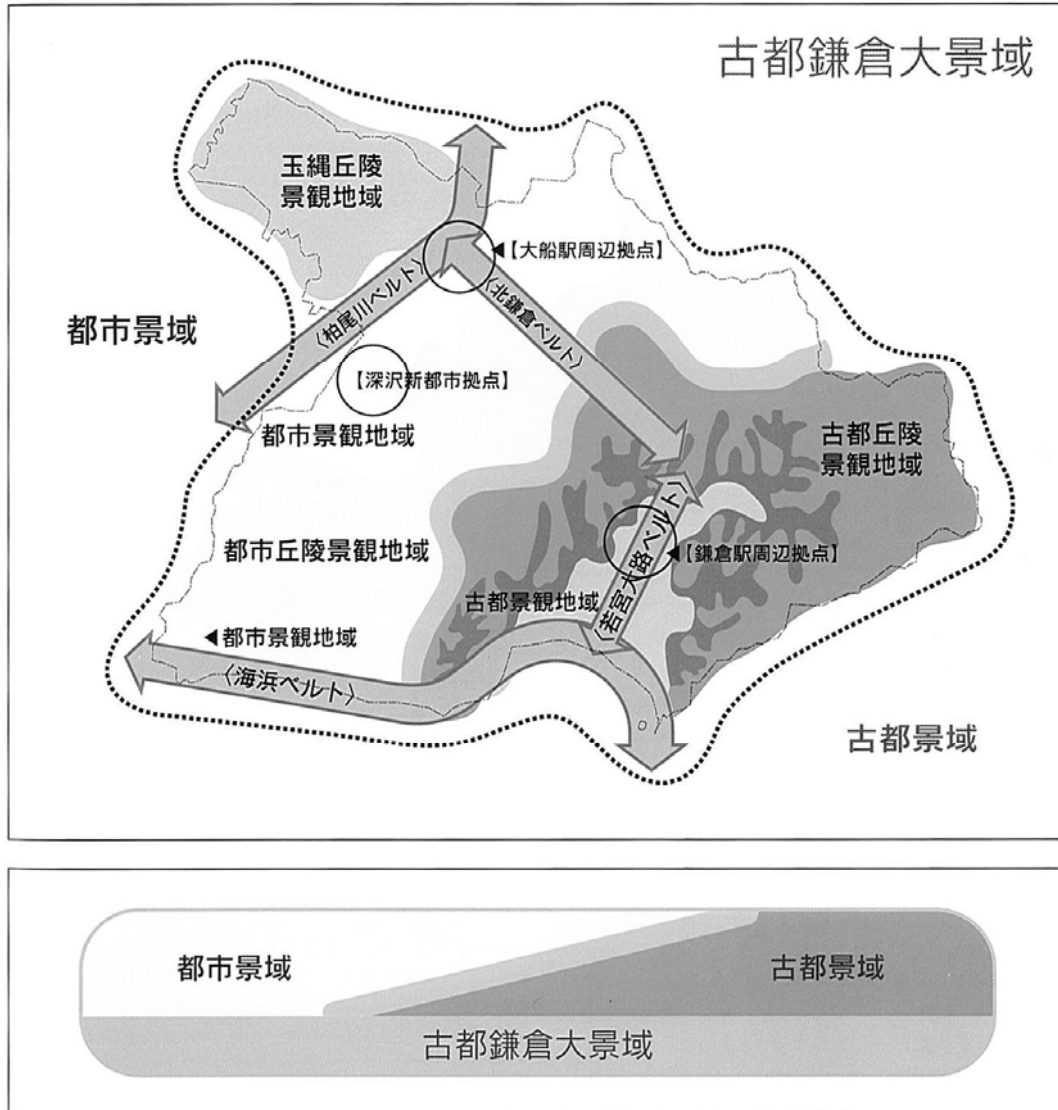 古都鎌倉大景域
玉縄丘陵
景観地域
◀【大船駅周辺拠点】
〈柏尾川ベルト〉
〈北鎌倉ベルト〉
都市景域
【深沢新都市拠点】
都市景観地域
古都丘陵
景観地域
〈若宮大路ベルト〉
◀【鎌倉駅周辺拠点】
都市丘陵景観地域
古都景観地域
◀都市景観地域
〈海浜ベルト〉
古都景域
都市景域
古都景域
古都鎌倉大景域